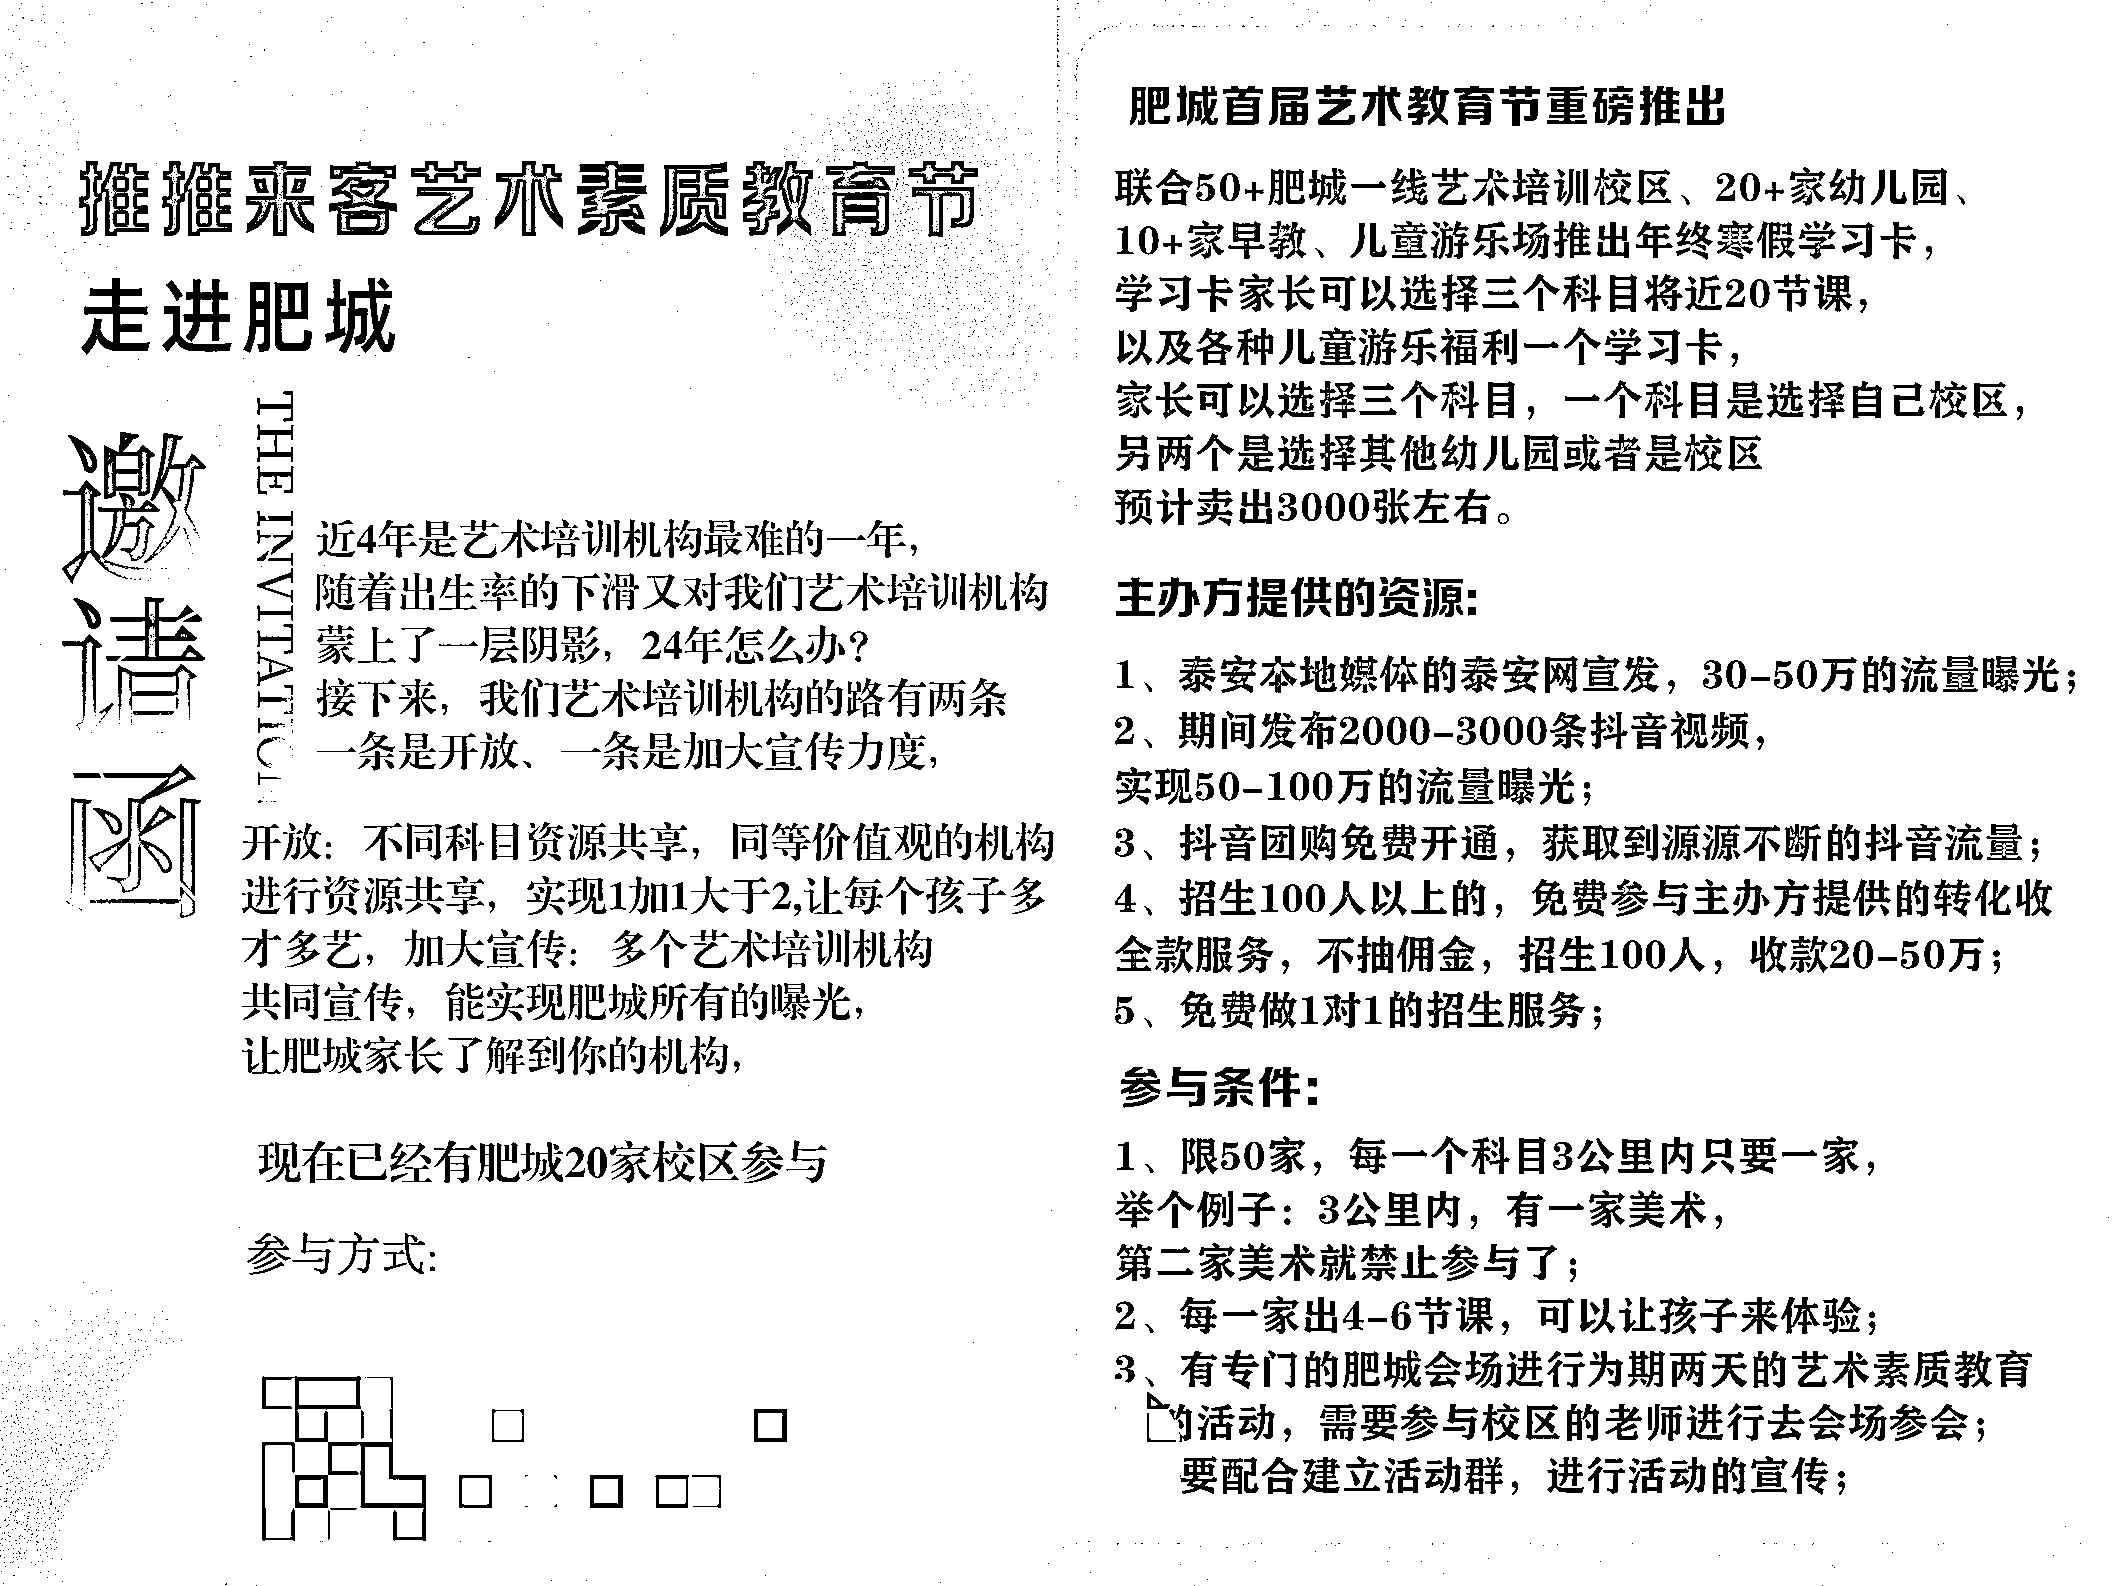 推推来客艺术素质教育节
走进肥城
邀请函
THE INVITATION
近4年是艺术培训机构最难的一年，
随着出生率的下滑又对我们艺术培训机构
蒙上了一层阴影，24年怎么办？
接下来，我们艺术培训机构的路有两条
一条是开放、一条是加大宣传力度，
开放：不同科目资源共享，同等价值观的机构
进行资源共享，实现1加1大于2,让每个孩子多
才多艺，加大宣传：多个艺术培训机构
共同宣传，能实现肥城所有的曝光，
让肥城家长了解到你的机构，
现在已经有肥城20家校区参与
参与方式：
肥城首届艺术教育节重磅推出
联合50+肥城一线艺术培训校区、20+家幼儿园、
10+家早教、儿童游乐场推出年终寒假学习卡，
学习卡家长可以选择三个科目将近20节课，
以及各种儿童游乐福利一个学习卡，
家长可以选择三个科目，一个科目是选择自己校区，
另两个是选择其他幼儿园或者是校区
预计卖出3000张左右。
主办方提供的资源：
1、泰安本地媒体的泰安网宣发，30-50万的流量曝光；
2、期间发布2000-3000条抖音视频，
实现50-100万的流量曝光；
3、抖音团购免费开通，获取到源源不断的抖音流量；
4、招生100人以上的，免费参与主办方提供的转化收
全款服务，不抽佣金，招生100人，收款20-50万；
5、免费做1对1的招生服务；
参与条件：
1、限50家，每一个科目3公里内只要一家，
举个例子：3公里内，有一家美术，
第二家美术就禁止参与了；
2、每一家出4-6节课，可以让孩子来体验；
3、有专门的肥城会场进行为期两天的艺术素质教育
的活动，需要参与校区的老师进行去会场参会；
要配合建立活动群，进行活动的宣传；